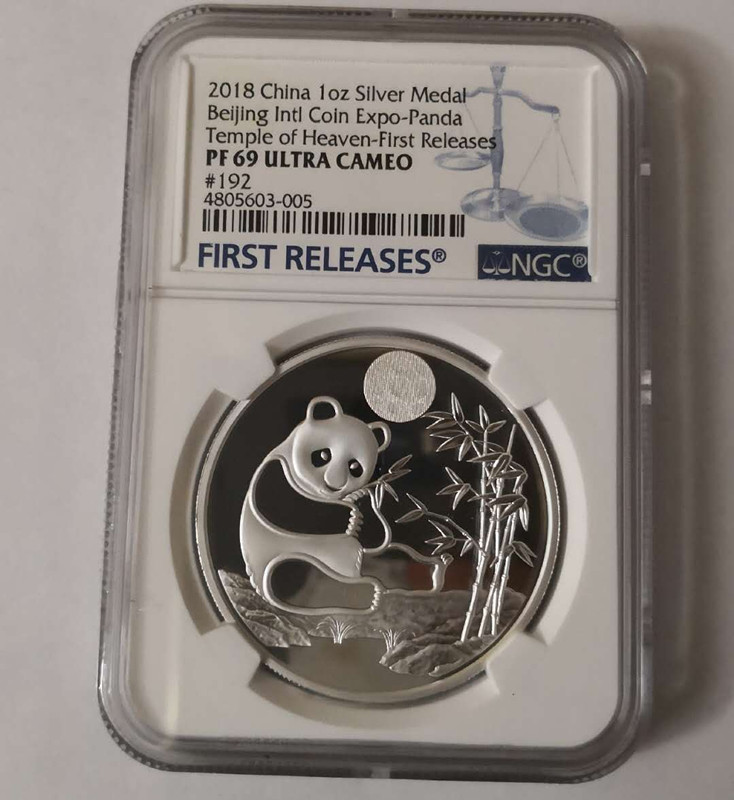 2018 China 1oz Silver Medal
Beijing Intl Coin Expo-Panda
Temple of Heaven-First Releases
PF 69 ULTRA CAMEO
#192
4805603-005
FIRST RELEASES®
NGC®